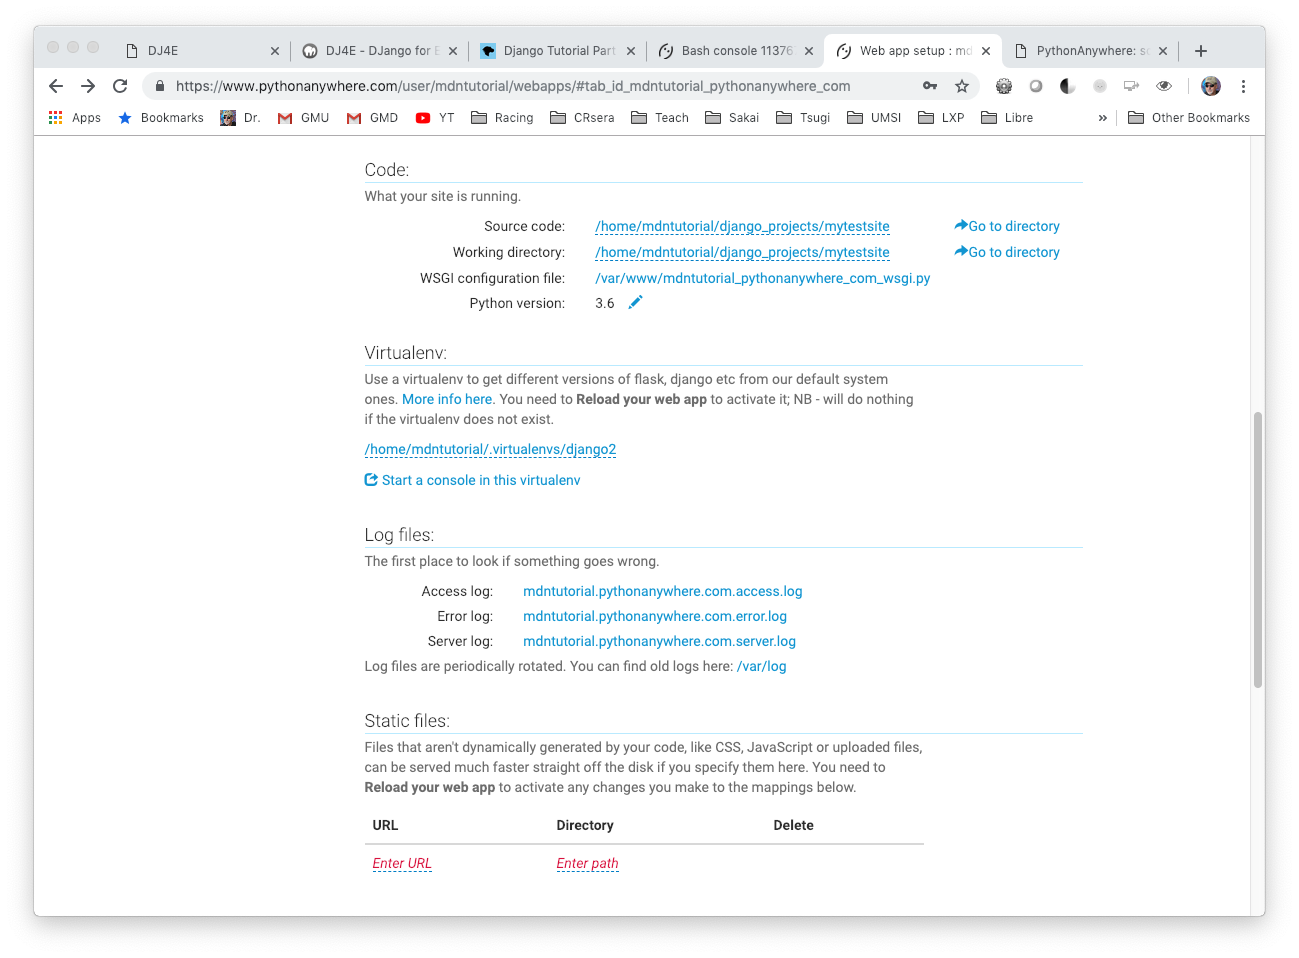 DJ4E
DJ4E - DJango for E
Django Tutorial Part
Bash console 11376
Web app setup : md
PythonAnywhere: s
https://www.pythonanywhere.com/user/mdntutorial/webapps/#tab_id_mdntutorial_pythonanywhere_com
Apps Bookmarks Dr. GMU GMD YT Racing CRsera Teach Sakai Tsugi UMSI LXP Libre » Other Bookmarks
Code:
What your site is running.
Source code: /home/mdntutorial/django_projects/mytestsite Go to directory
Working directory: /home/mdntutorial/django_projects/mytestsite Go to directory
WSGI configuration file: /var/www/mdntutorial_pythonanywhere_com_wsgi.py
Python version: 3.6
Virtualenv:
Use a virtualenv to get different versions of flask, django etc from our default system
ones. More info here. You need to Reload your web app to activate it; NB - will do nothing
if the virtualenv does not exist.
/home/mdntutorial/.virtualenvs/django2
Start a console in this virtualenv
Log files:
The first place to look if something goes wrong.
Access log: mdntutorial.pythonanywhere.com.access.log
Error log: mdntutorial.pythonanywhere.com.error.log
Server log: mdntutorial.pythonanywhere.com.server.log
Log files are periodically rotated. You can find old logs here: /var/log
Static files:
Files that aren't dynamically generated by your code, like CSS, JavaScript or uploaded files,
can be served much faster straight off the disk if you specify them here. You need to
Reload your web app to activate any changes you make to the mappings below.
URL Directory Delete
Enter URL Enter path